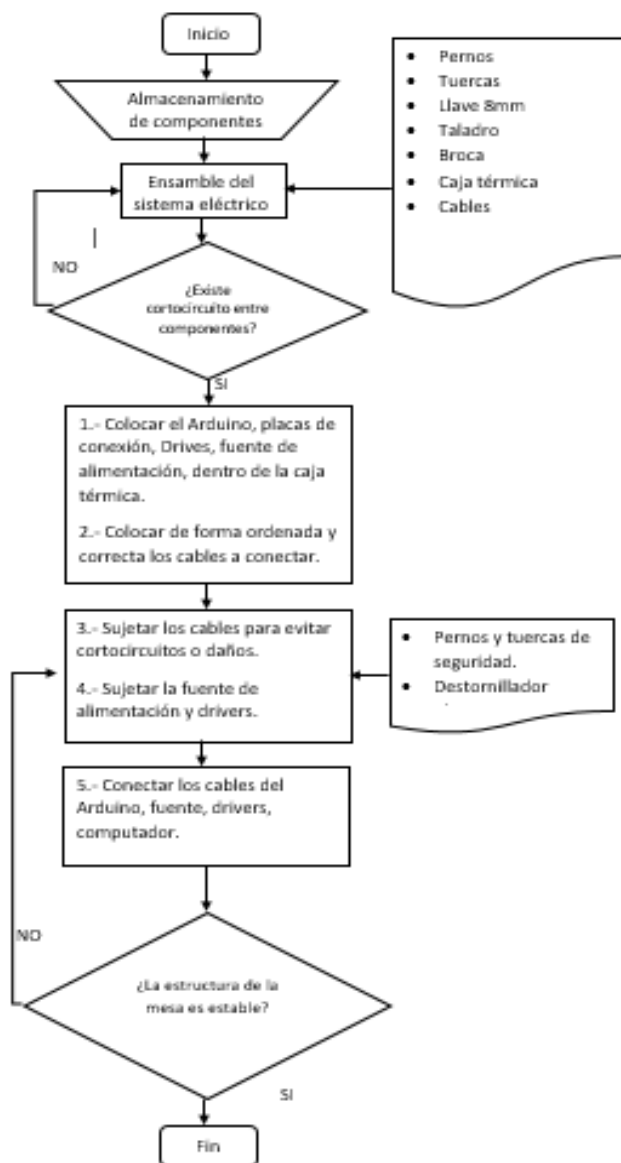 Inicio
Almacenamiento
de componentes
Ensamble del
sistema eléctrico
• Pernos
• Tuercas
• Llave 8mm
• Taladro
• Broca
• Caja térmica
• Cables
NO
¿Existe
cortocircuito entre
componentes?
SI
1.- Colocar el Arduino, placas de
conexión, Drives, fuente de
alimentación, dentro de la caja
térmica.
2.- Colocar de forma ordenada y
correcta los cables a conectar.
3.- Sujetar los cables para evitar
cortocircuitos o daños.
4.- Sujetar la fuente de
alimentación y drivers.
• Pernos y tuercas de
seguridad.
• Destornillador
5.- Conectar los cables del
Arduino, fuente, drivers,
computador.
NO
¿La estructura de la
mesa es estable?
SI
Fin